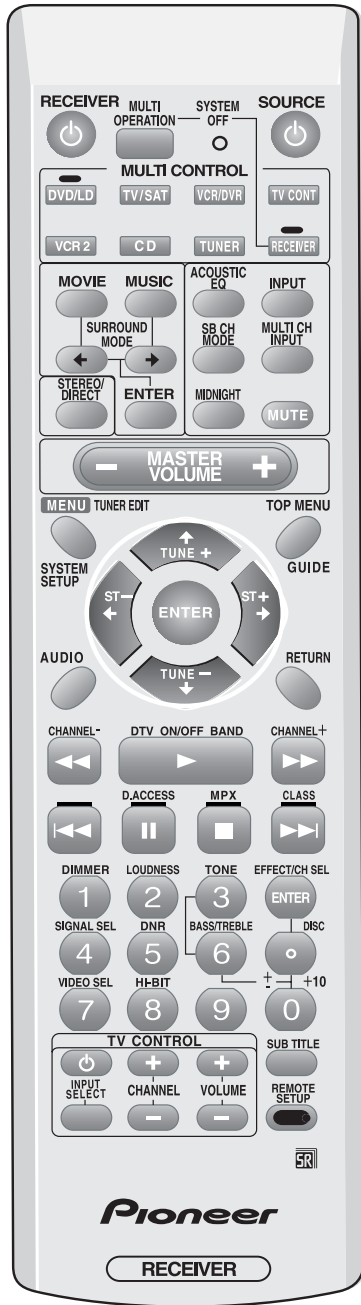 RECEIVER MULTI OPERATION SYSTEM OFF SOURCE
MULTI CONTROL
DVD/LD TV/SAT VCR/DVR TV CONT
VCR 2 CD TUNER RECEIVER
MOVIE MUSIC
SURROUND MODE
ACOUSTIC EQ INPUT
SB CH MODE MULTI CH INPUT
STEREO/DIRECT ENTER MIDNIGHT MUTE
– MASTER VOLUME +
MENU TUNER EDIT TOP MENU
SYSTEM SETUP GUIDE
TUNE +
ST– ENTER ST+
TUNE –
AUDIO RETURN
CHANNEL- DTV ON/OFF BAND CHANNEL+
D.ACCESS MPX CLASS
DIMMER LOUDNESS TONE EFFECT/CH SEL
1 2 3 ENTER
SIGNAL SEL DNR BASS/TREBLE DISC
4 5 6
VIDEO SEL HI-BIT +- +10
7 8 9 0
TV CONTROL SUB TITLE
+ +
INPUT SELECT CHANNEL VOLUME REMOTE SETUP
– –
SR
Pioneer
RECEIVER